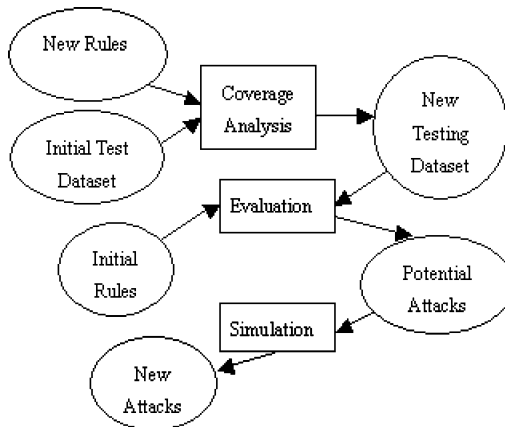 New Rules
Coverage
Analysis
New
Testing
Dataset
Initial Test
Dataset
Evaluation
Initial
Rules
Potential
Attacks
Simulation
New
Attacks